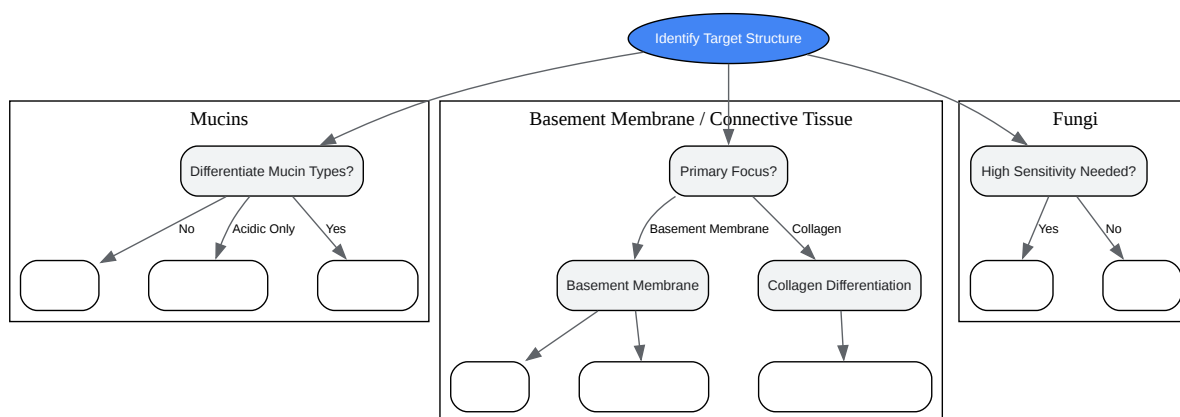 Identify Target Structure
Mucins
Basement Membrane / Connective Tissue
Fungi
Differentiate Mucin Types?
Primary Focus?
High Sensitivity Needed?
No
Acidic Only
Yes
Basement Membrane
Collagen
Yes
No
Basement Membrane
Collagen Differentiation